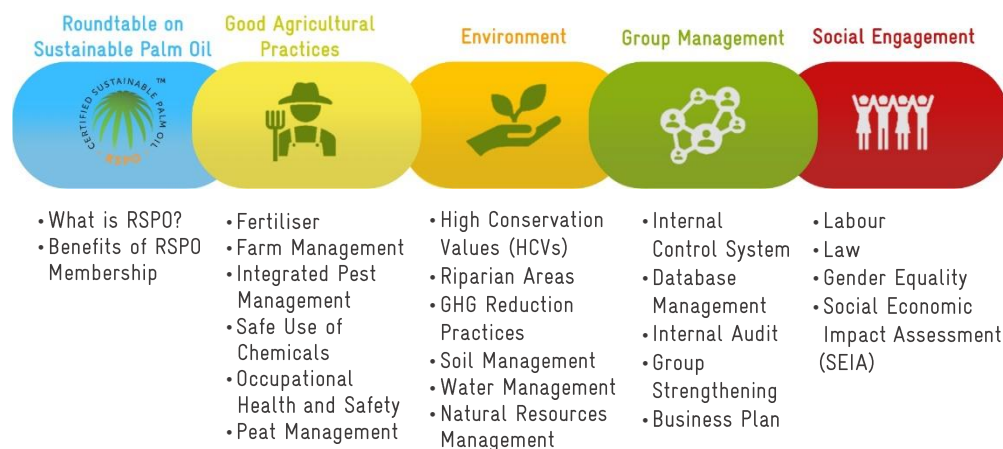 Roundtable on
Sustainable Palm Oil
CERTIFIED SUSTAINABLE PALM OIL ™
RSPO
• What is RSPO?
• Benefits of RSPO
Membership
Good Agricultural
Practices
• Fertiliser
• Farm Management
• Integrated Pest
Management
• Safe Use of
Chemicals
• Occupational
Health and Safety
• Peat Management
Environment
• High Conservation
Values (HCVs)
• Riparian Areas
• GHG Reduction
Practices
• Soil Management
• Water Management
• Natural Resources
Management
Group Management
• Internal
Control System
• Database
Management
• Internal Audit
• Group
Strengthening
• Business Plan
Social Engagement
• Labour
• Law
• Gender Equality
• Social Economic
Impact Assessment
(SEIA)